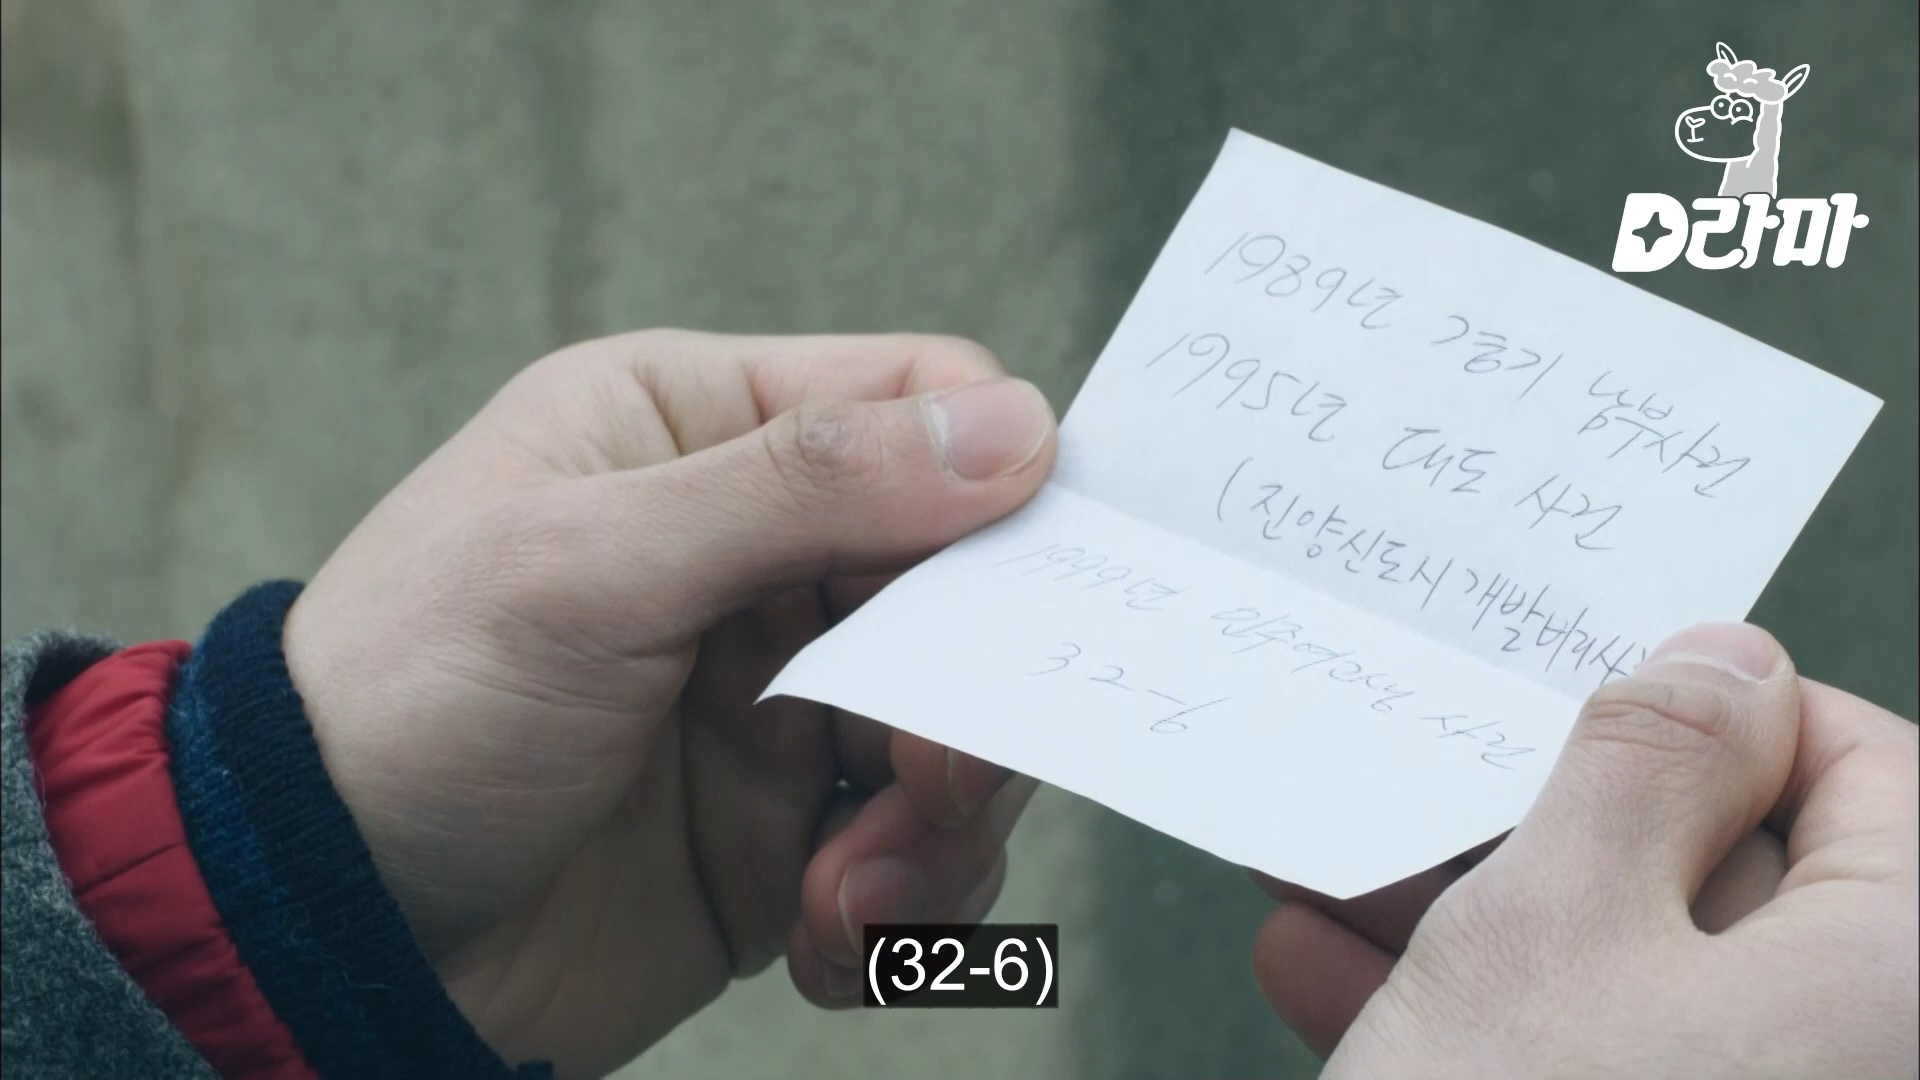 D라마
1989년 경기 남부사건
1995년 대도 사건
(진양신도시 개발비리사
1999년 인주여고생 사건
32-6
(32-6)